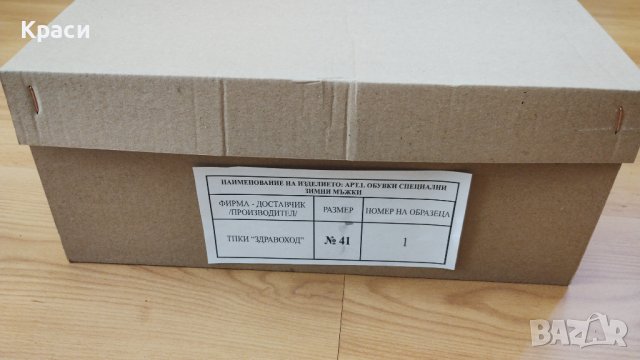 Краси
НАИМЕНОВАНИЕ НА ИЗДЕЛИЕТО: АРТ.1. ОБУВКИ СПЕЦИАЛНИ
ЗИМНИ МЪЖКИ
ФИРМА - ДОСТАВЧИК
/ПРОИЗВОДИТЕЛ/
РАЗМЕР
НОМЕР НА ОБРАЗЕЦА
ТПКИ "ЗДРАВОХОД"
№ 41
1
BAZAR